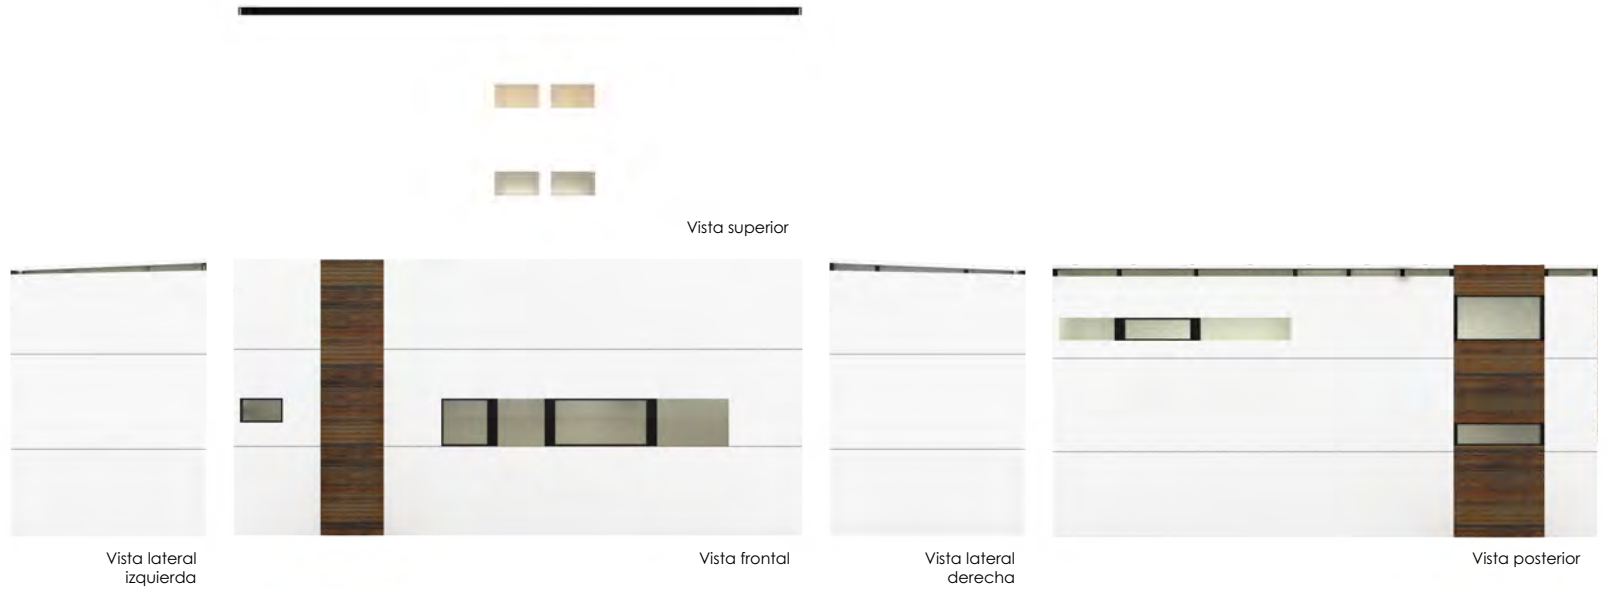 Vista superior
Vista lateral
izquierda
Vista frontal
Vista lateral
derecha
Vista posterior